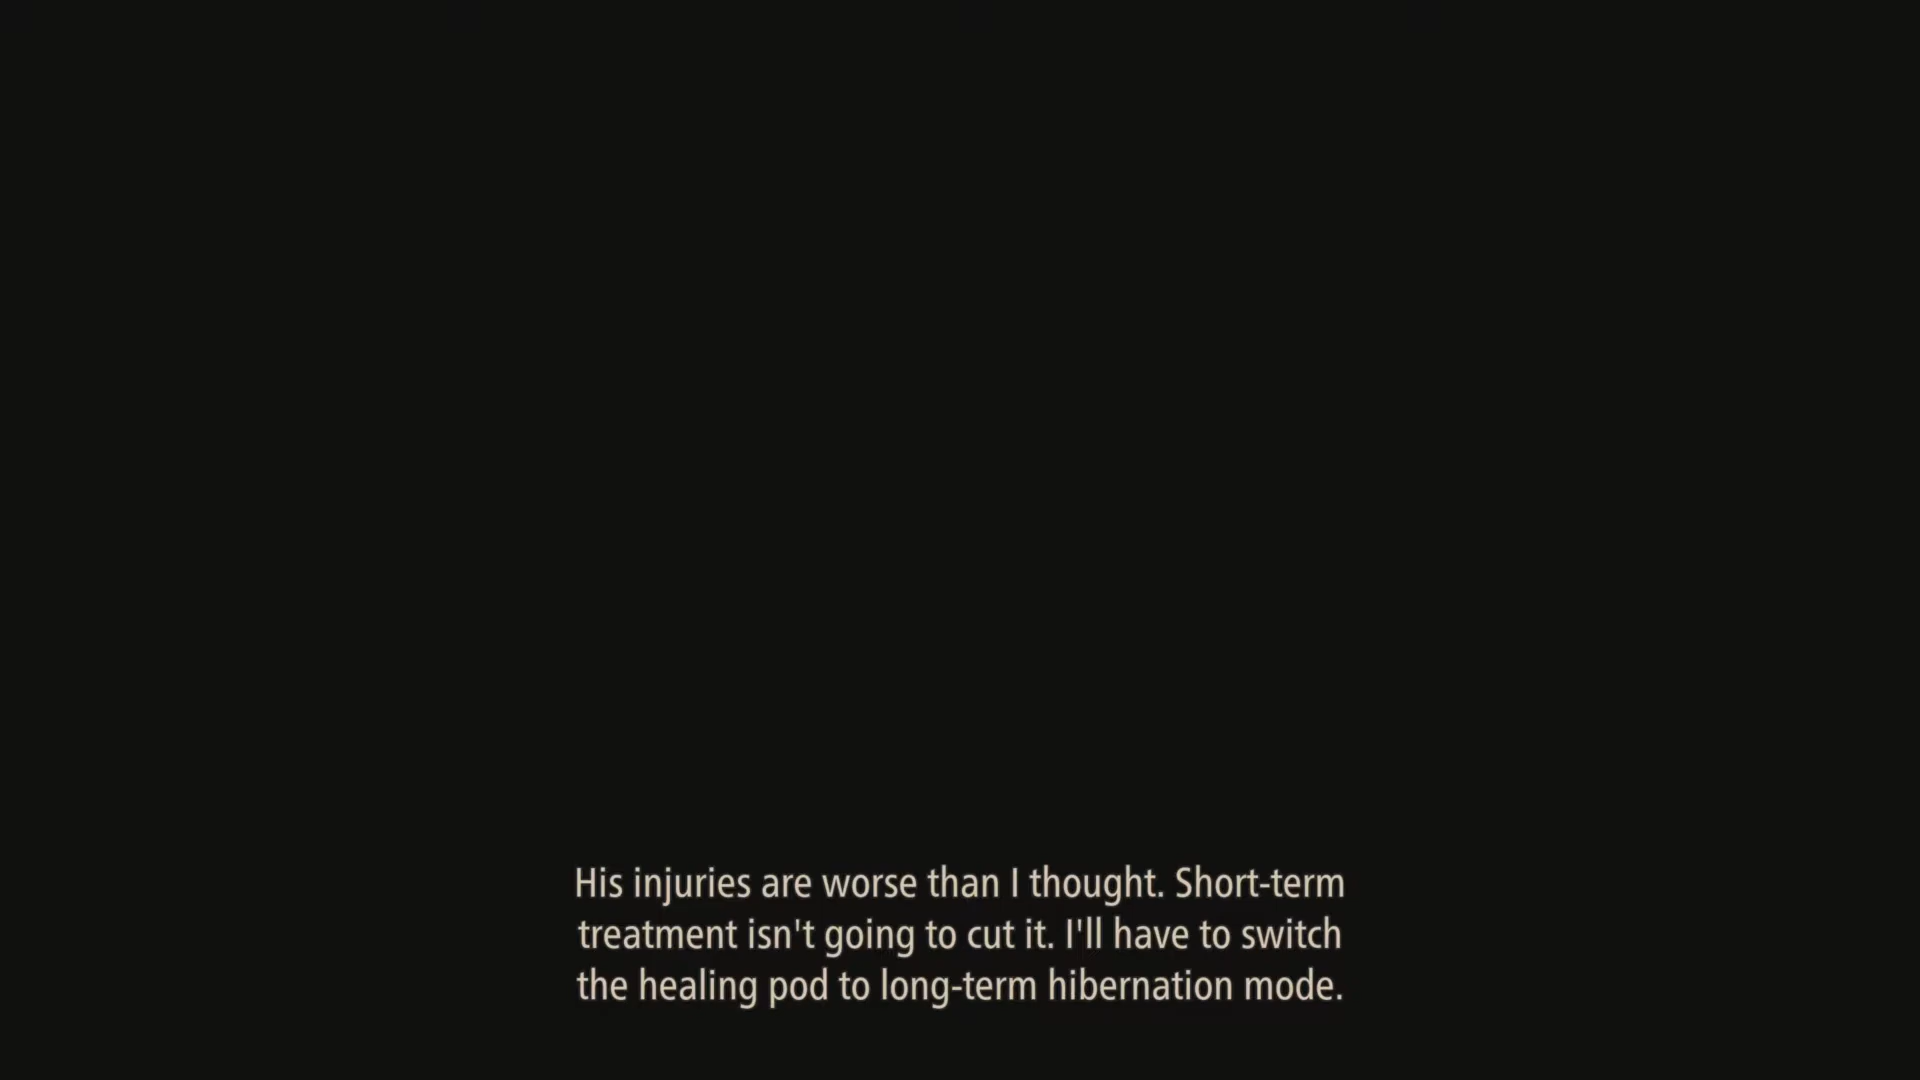 His injuries are worse than I thought. Short-term
treatment isn't going to cut it. I'll have to switch
the healing pod to long-term hibernation mode.